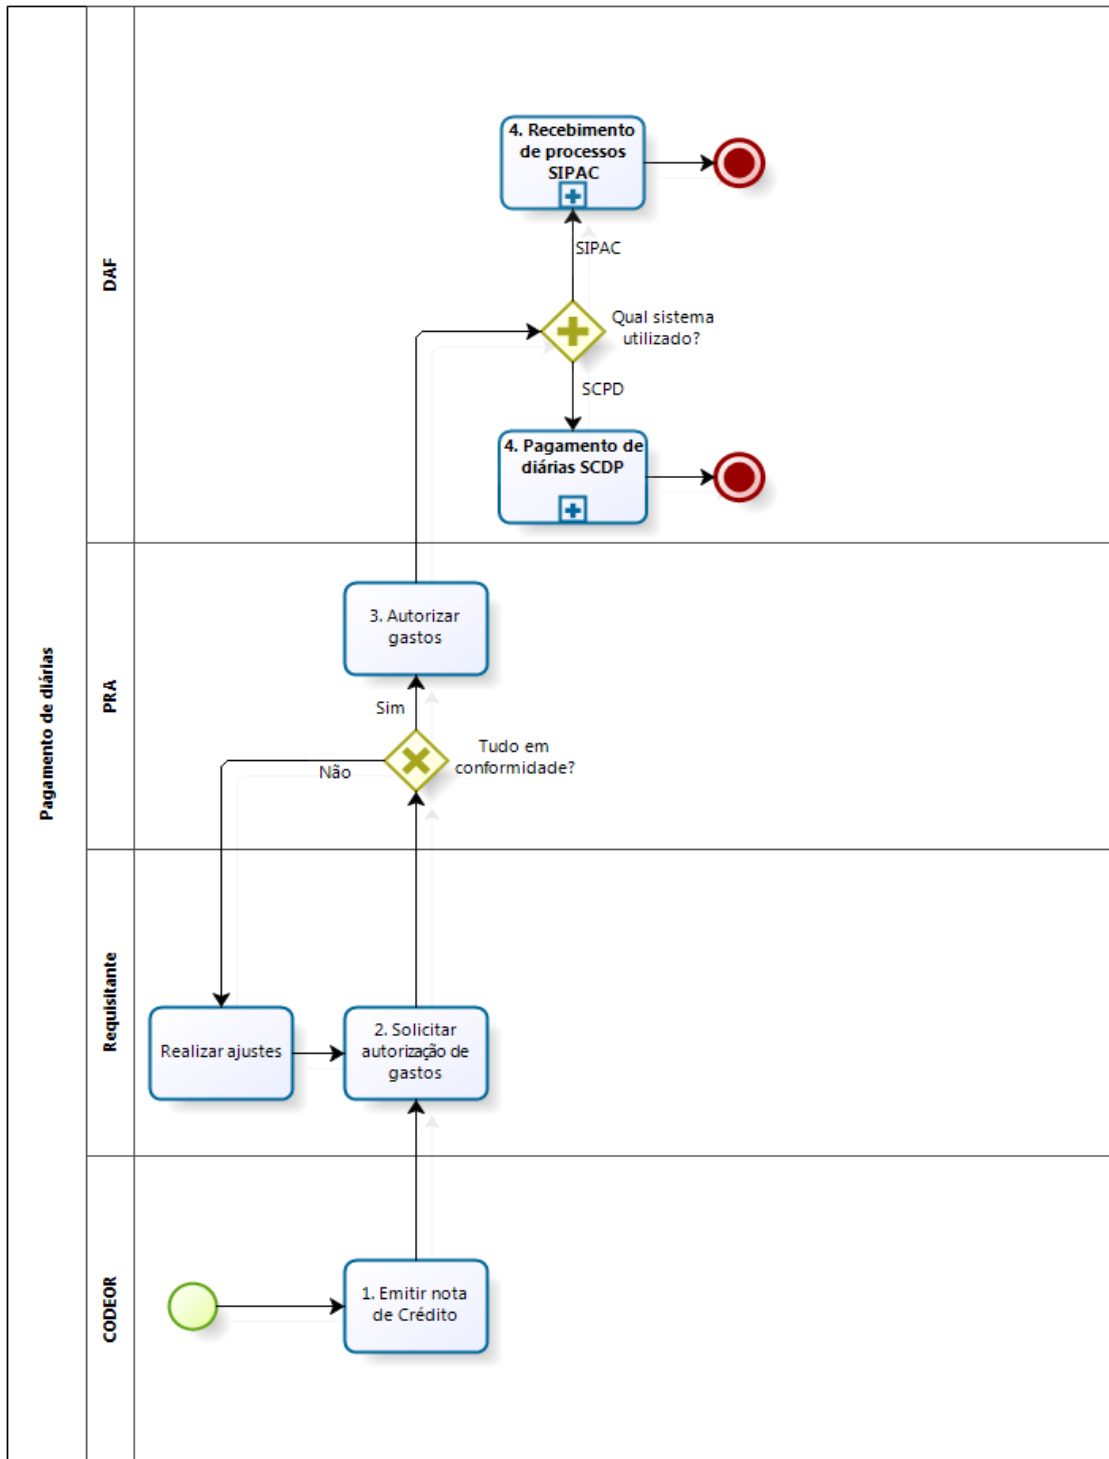 Pagamento de diárias
DAF
4. Recebimento
de processos
SIPAC
SIPAC
Qual sistema
utilizado?
SCPD
4. Pagamento de
diárias SCDP
PRA
3. Autorizar
gastos
Sim
Tudo em
conformidade?
Não
Requisitante
Realizar ajustes
2. Solicitar
autorização de
gastos
CODEOR
1. Emitir nota
de Crédito